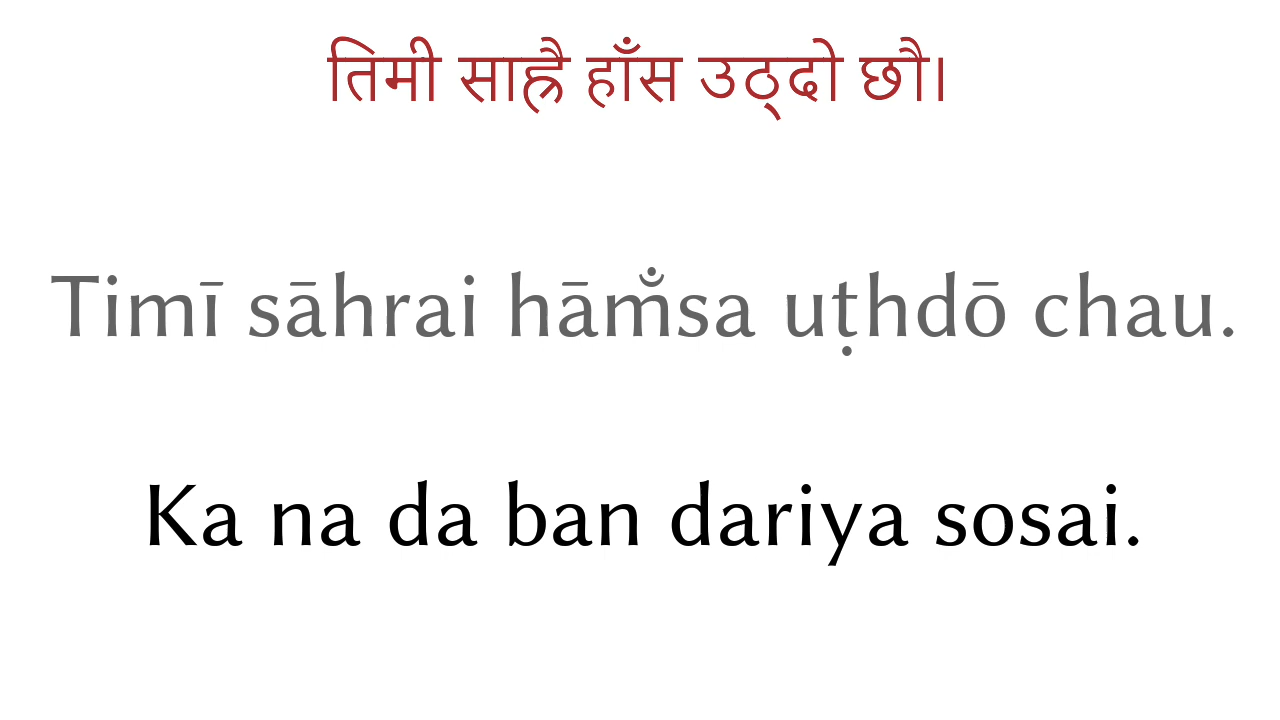 तिमी साह्रै हाँस उठ्दो छौ।
Timī sāhrai hām̐sa uṭhdō chau.
Ka na da ban dariya sosai.